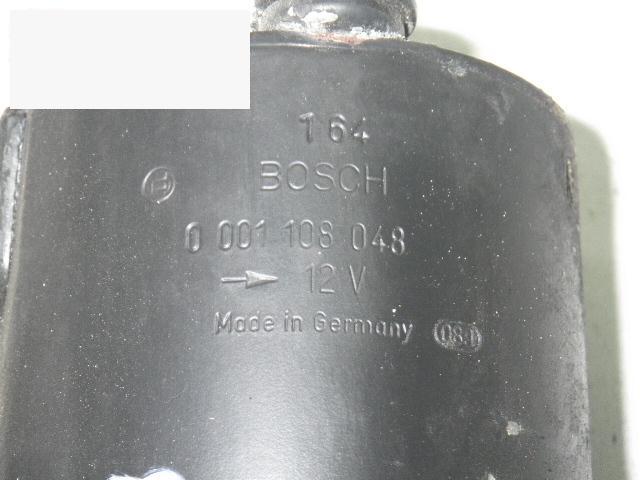 164
BOSCH
0 001 108 048
→ 12 V
Made in Germany